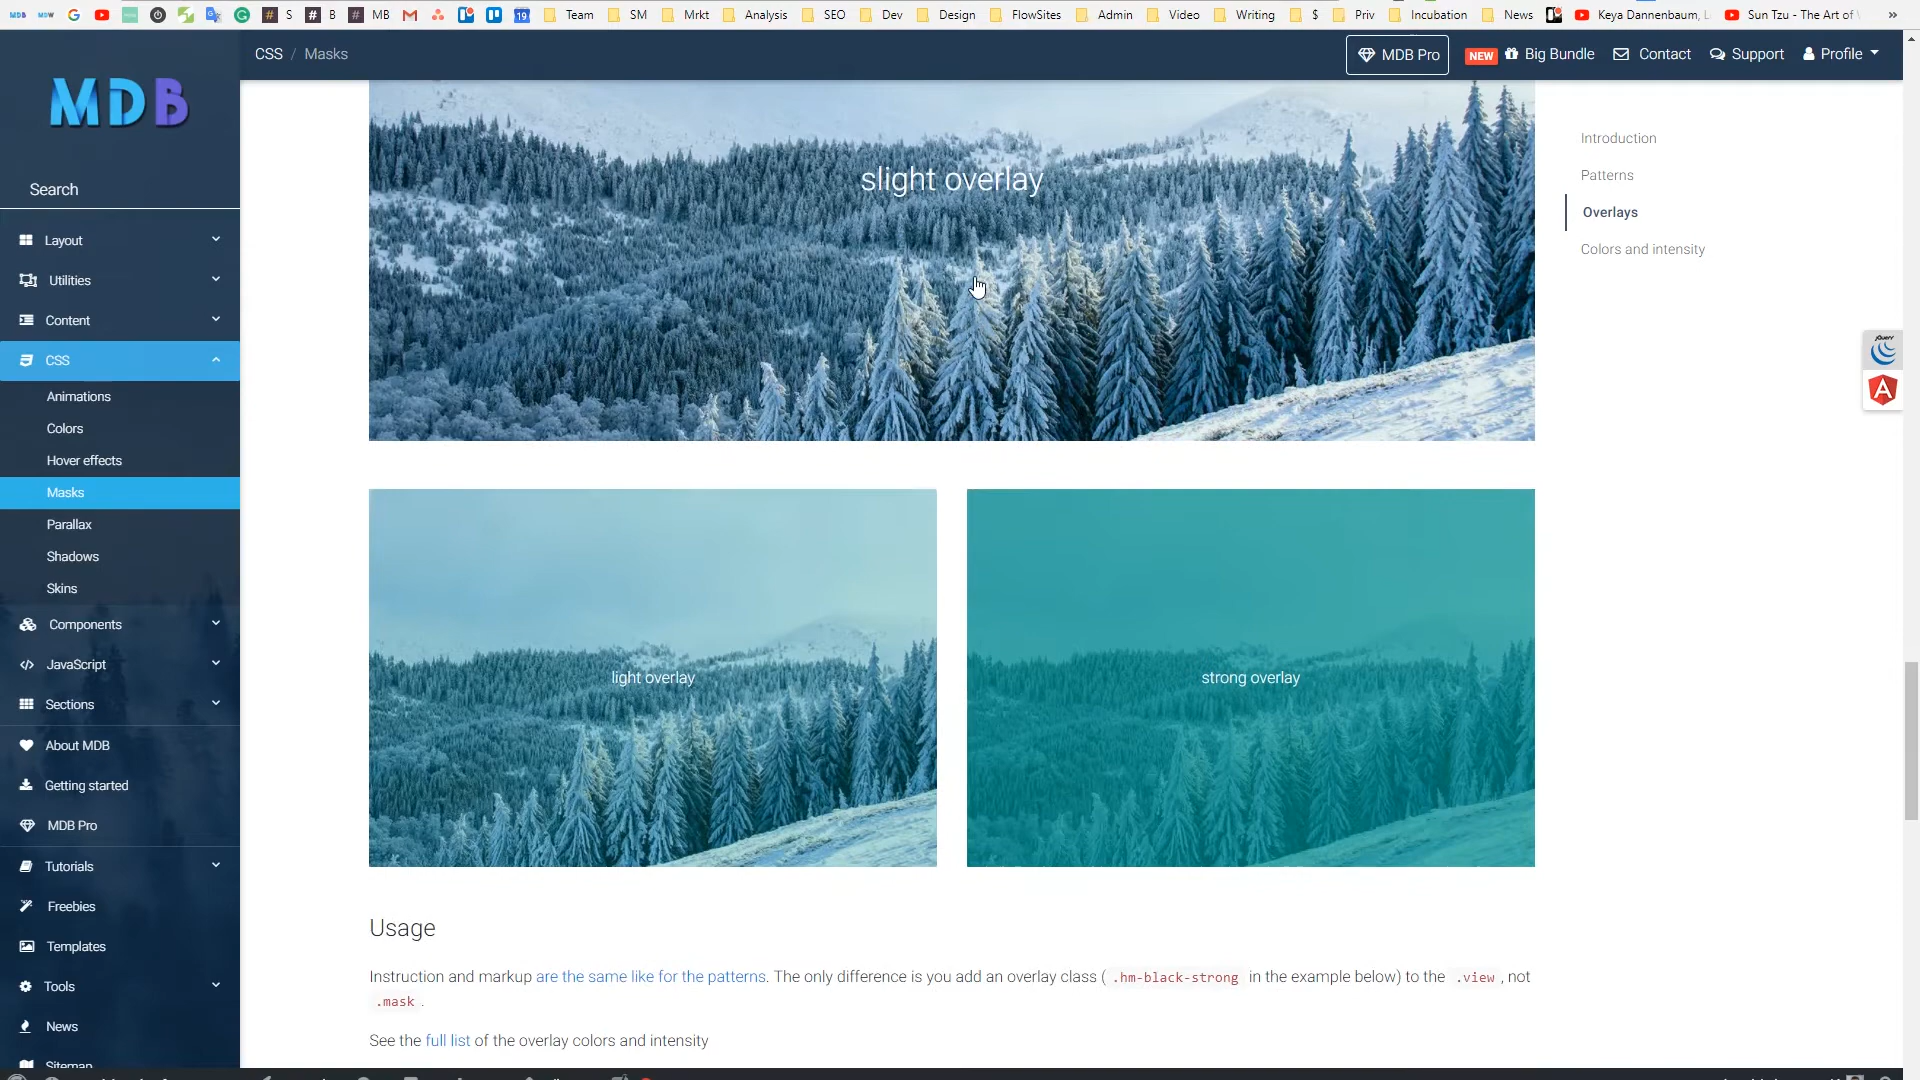 S B MB Team SM Mrkt Analysis SEO Dev Design FlowSites Admin Video Writing $ Priv Incubation News Keya Dannenbaum, Sun Tzu - The Art of »
CSS / Masks
MDB Pro NEW Big Bundle Contact Support Profile
MDB
Search
Layout
Utilities
Content
CSS
Animations
Colors
Hover effects
Masks
Parallax
Shadows
Skins
Components
JavaScript
Sections
About MDB
Getting started
MDB Pro
Tutorials
Freebies
Templates
Tools
News
Sitemap
slight overlay
light overlay
strong overlay
Usage
Instruction and markup are the same like for the patterns. The only difference is you add an overlay class ( .hm-black-strong in the example below) to the .view , not
.mask .
See the full list of the overlay colors and intensity
Introduction
Patterns
Overlays
Colors and intensity
jQuery